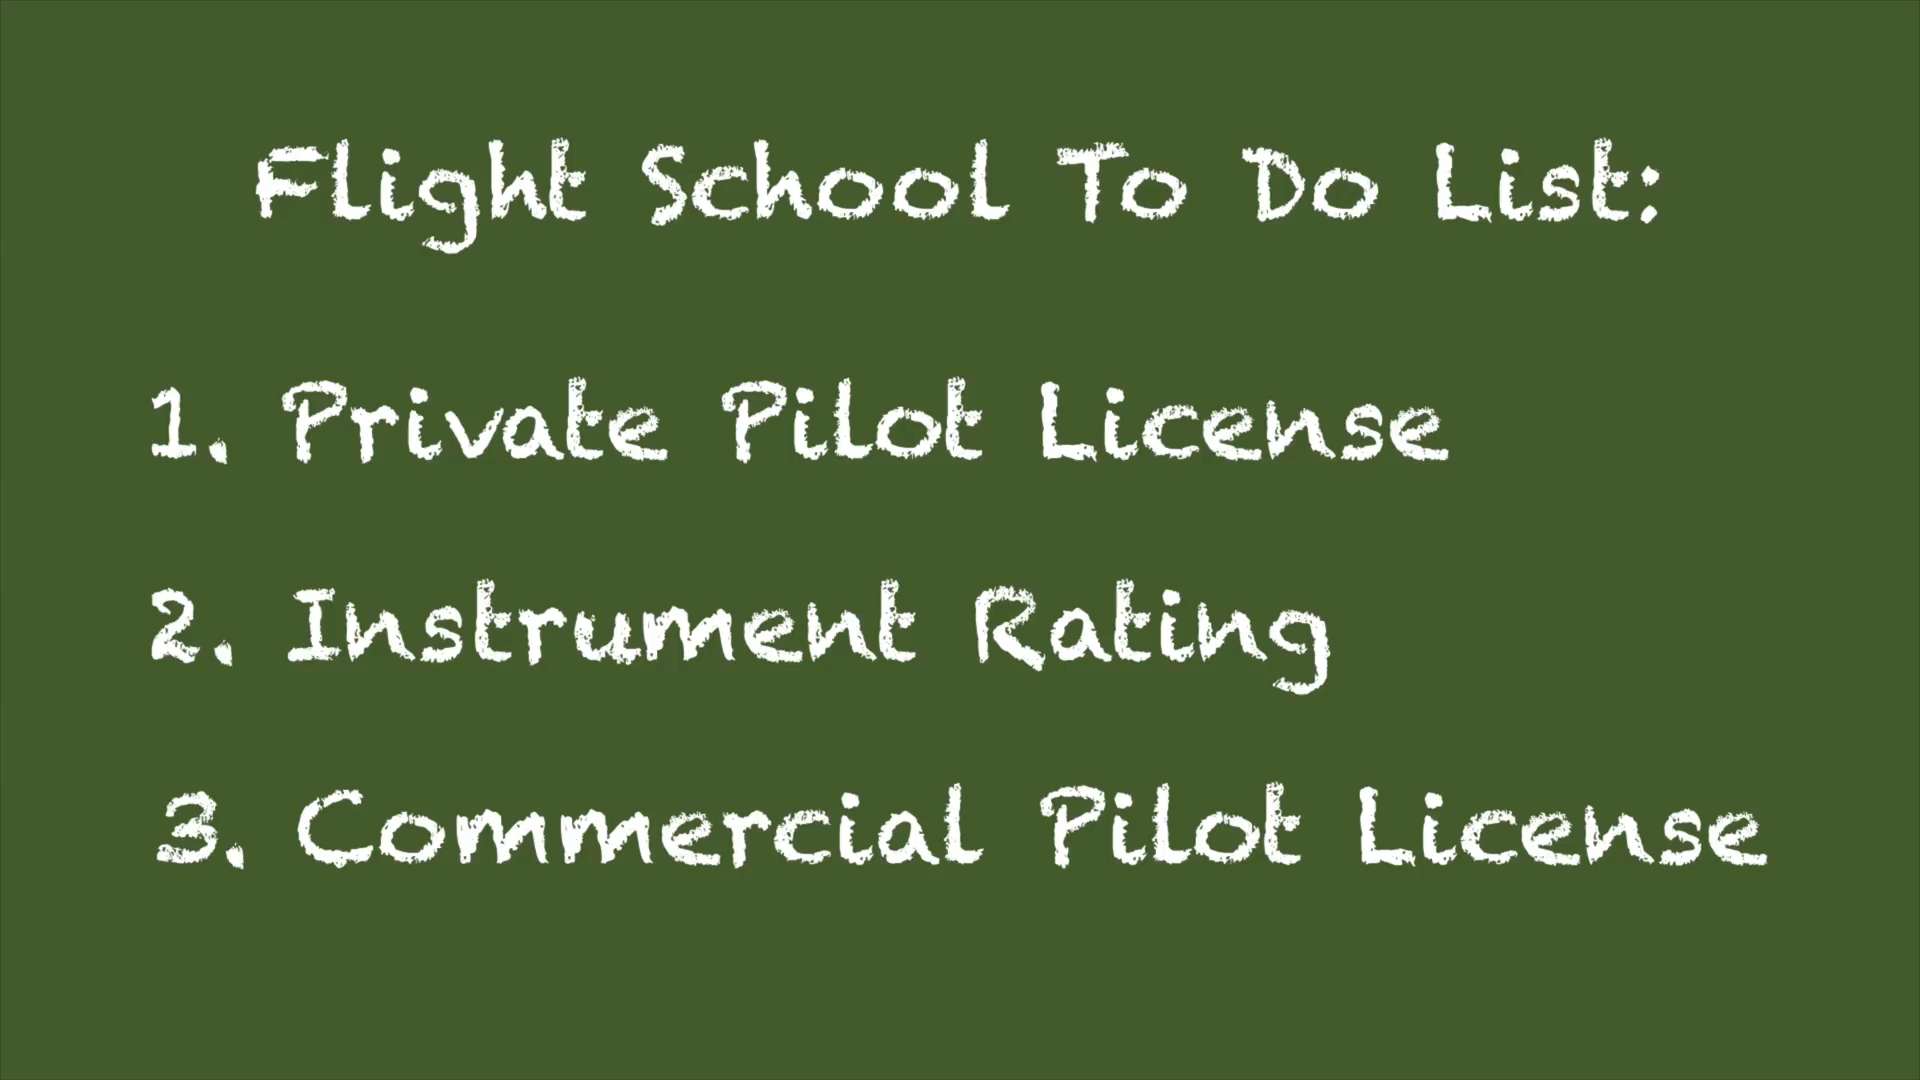 Flight School To Do List:
1. Private Pilot License
2. Instrument Rating
3. Commercial Pilot License